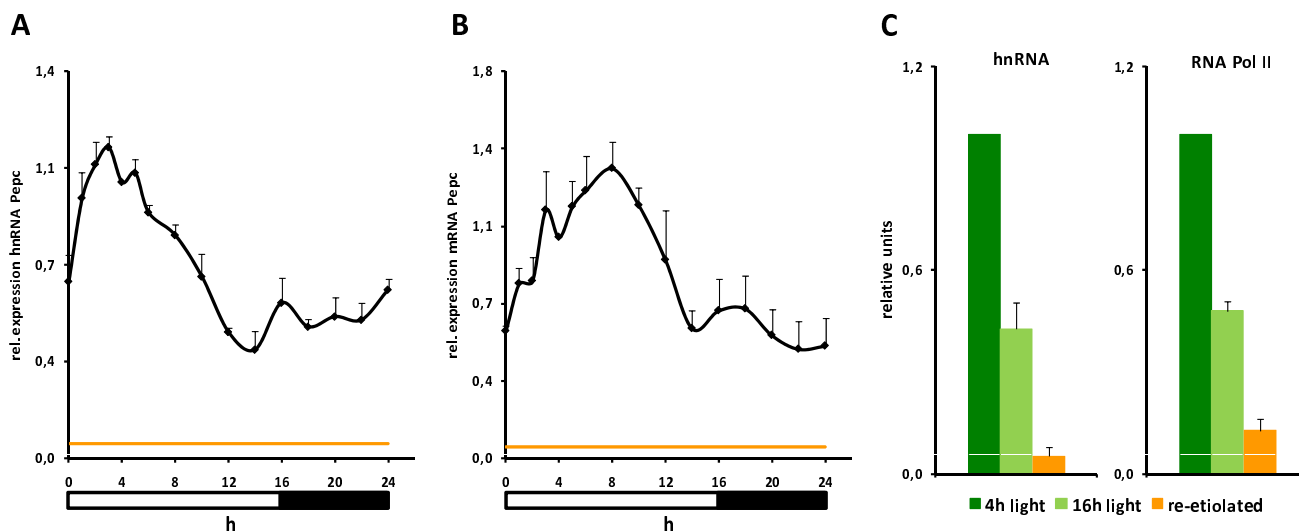 A
B
C
hnRNA
RNA Pol II
1,4
1,1
0,7
0,4
0,0
rel. expression hnRNA Pepc
0
4
8
12
16
20
24
h
1,8
1,4
1,1
0,7
0,4
0,0
rel. expression mRNA Pepc
0
4
8
12
16
20
24
h
1,2
0,6
0,0
relative units
1,2
0,6
0,0
4h light
16h light
re-etiolated